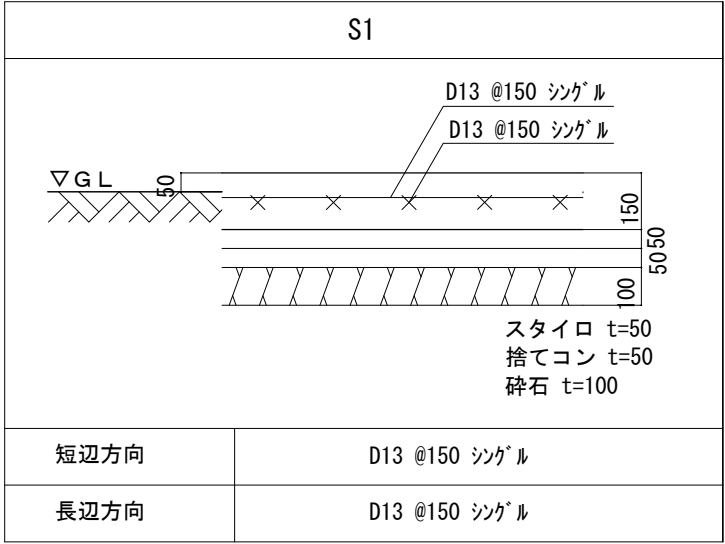 S1
D13 @150 ｼﾝｸﾞﾙ
D13 @150 ｼﾝｸﾞﾙ
▽GL
50
150
50
50
100
スタイロ t=50
捨てコン t=50
砕石 t=100
短辺方向 D13 @150 ｼﾝｸﾞﾙ
長辺方向 D13 @150 ｼﾝｸﾞﾙ